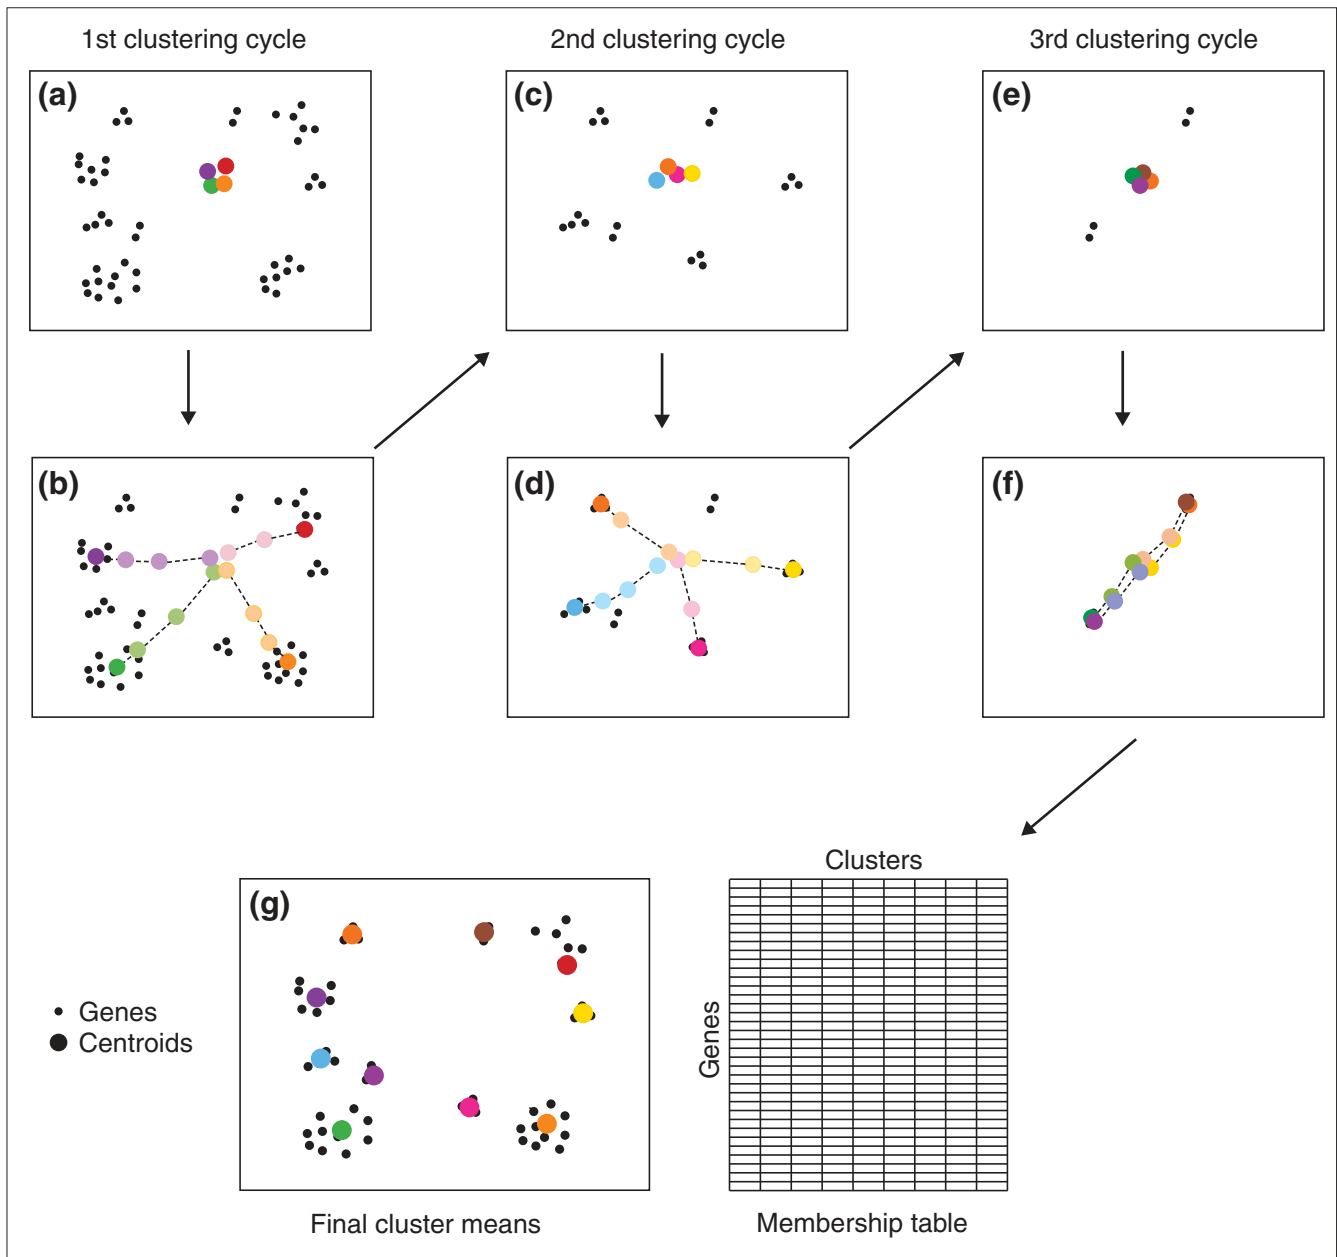 1st clustering cycle
2nd clustering cycle
3rd clustering cycle
(a)
(c)
(e)
(b)
(d)
(f)
Clusters
(g)
Genes
Genes
Centroids
Final cluster means
Membership table